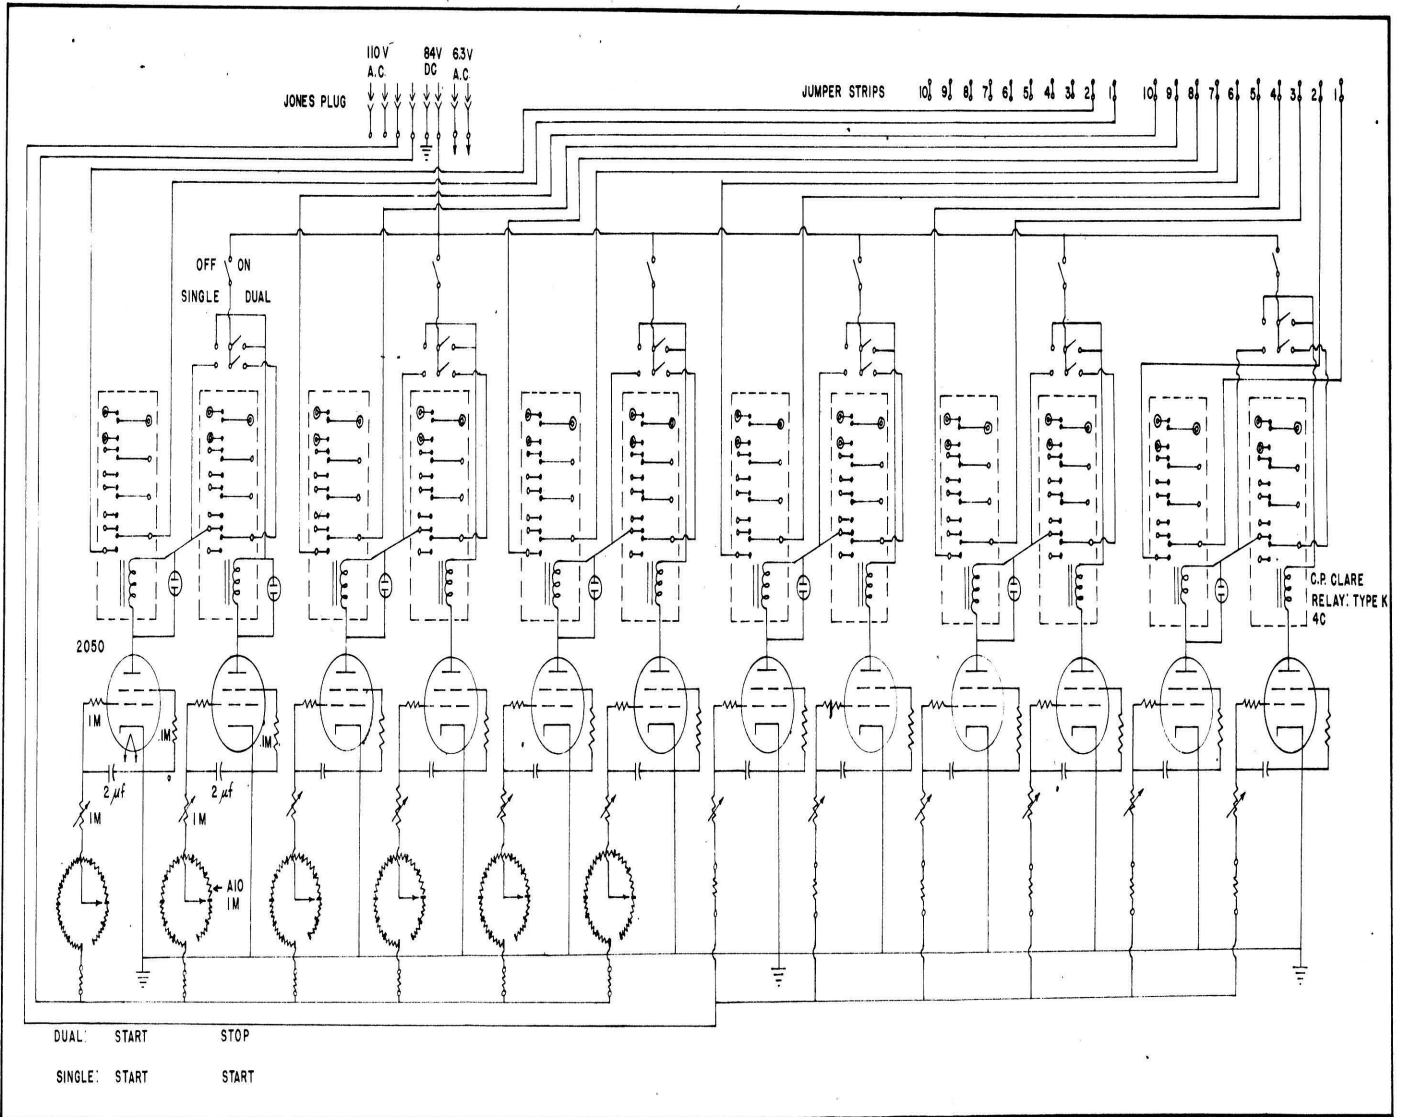 110 V A.C. 84V DC 6.3V A.C
JONES PLUG
JUMPER STRIPS 10 9 8 7 6 5 4 3 2 1 10 9 8 7 6 5 4 3 2 1
OFF ON
SINGLE DUAL
C.P. CLARE
RELAY: TYPE K
4C
2050
1M .1M .1M
2 µf 2 µf
1M 1M
A10
1M
DUAL: START STOP
SINGLE: START START